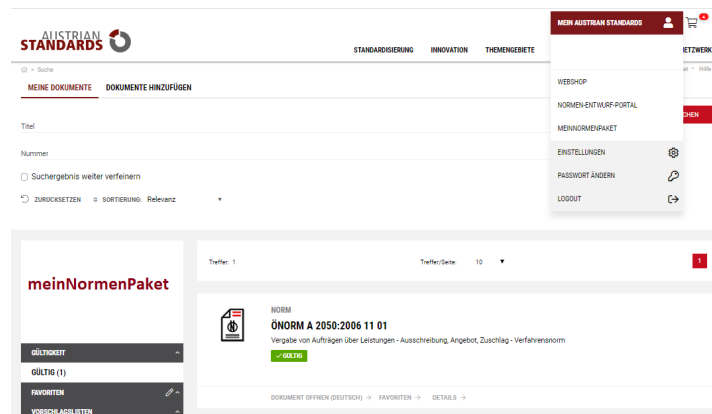 MEIN AUSTRIAN STANDARDS
AUSTRIAN
STANDARDS
STANDARDISIERUNG INNOVATION THEMENGEBIETE
> Suche
Hilfe
MEINE DOKUMENTE DOKUMENTE HINZUFÜGEN
WEBSHOP
NORMEN-ENTWURF-PORTAL
MEINNORMENPAKET
EINSTELLUNGEN
PASSWORT ÄNDERN
LOGOUT
Titel
Nummer
Suchergebnis weiter verfeinern
ZURÜCKSETZEN SORTIERUNG: Relevanz
meinNormenPaket
Treffer: 1 Treffer/Seite: 10 1
NORM
ÖNORM A 2050:2006 11 01
Vergabe von Aufträgen über Leistungen - Ausschreibung, Angebot, Zuschlag - Verfahrensnorm
GÜLTIG
DOKUMENT ÖFFNEN (DEUTSCH) → FAVORITEN → DETAILS →
GÜLTIGKEIT
GÜLTIG (1)
FAVORITEN
VORSCHLAGSLISTEN